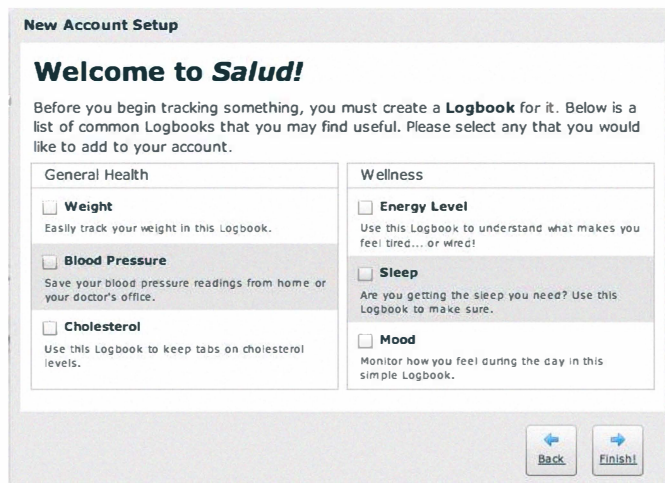 New Account Setup
Welcome to Salud!
Before you begin tracking something, you must create a Logbook for it. Below is a
list of common Logbooks that you may find useful. Please select any that you would
like to add to your account.
General Health
Weight
Easily track your weight in this Logbook.
Blood Pressure
Save your blood pressure readings from home or
your doctor's office.
Cholesterol
Use this Logbook to keep tabs on cholesterol
levels.
Wellness
Energy Level
Use this Logbook to understand what makes you
feel tired... or wired!
Sleep
Are you getting the sleep you need? Use this
Logbook to make sure.
Mood
Monitor how you feel during the day in this
simple Logbook.
Back
Finish!